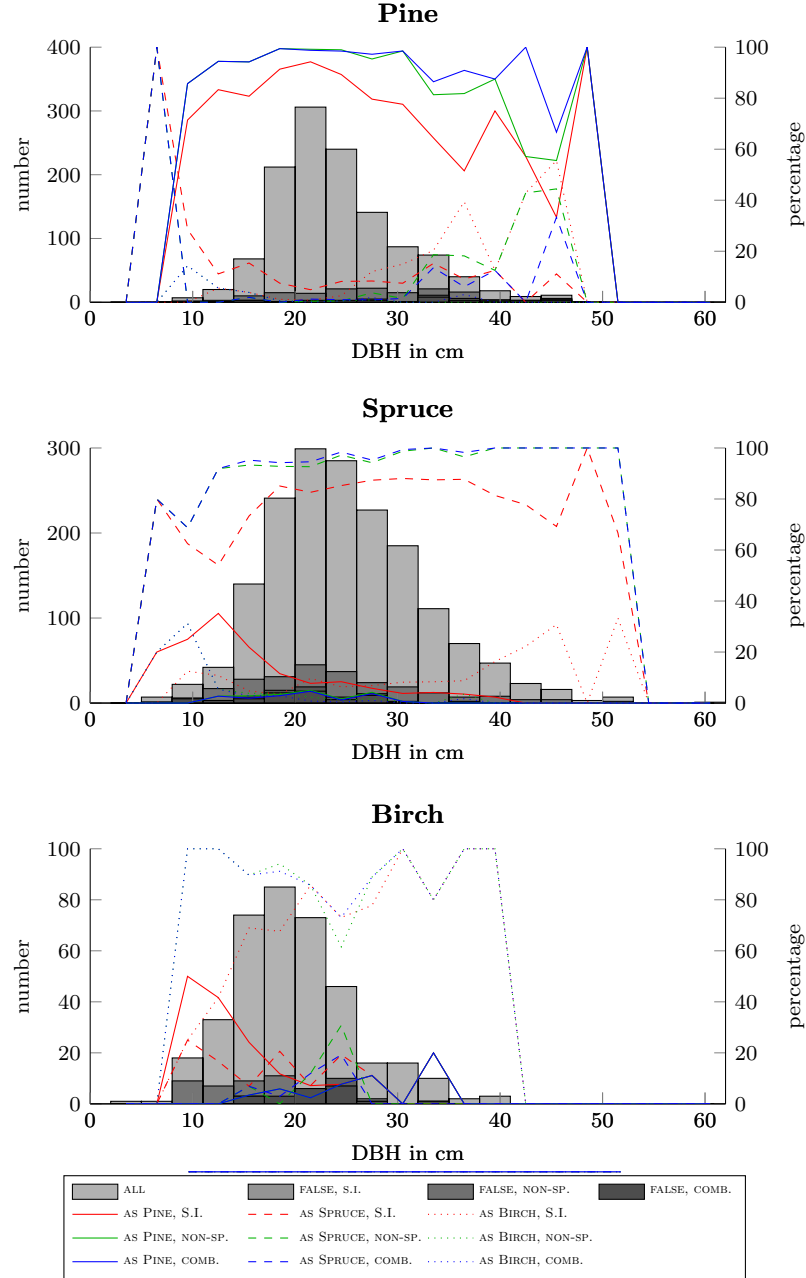 Pine
400 100
300 80
200 60
100 40
0 20
0
number
percentage
0 10 20 30 40 50 60
DBH in cm
Spruce
300 100
200 80
100 60
0 40
20
0
number
percentage
0 10 20 30 40 50 60
DBH in cm
Birch
100 100
80 80
60 60
40 40
20 20
0 0
number
percentage
0 10 20 30 40 50 60
DBH in cm
ALL FALSE, S.I. FALSE, NON-SP. FALSE, COMB.
AS PINE, S.I. AS SPRUCE, S.I. AS BIRCH, S.I.
AS PINE, NON-SP. AS SPRUCE, NON-SP. AS BIRCH, NON-SP.
AS PINE, COMB. AS SPRUCE, COMB. AS BIRCH, COMB.